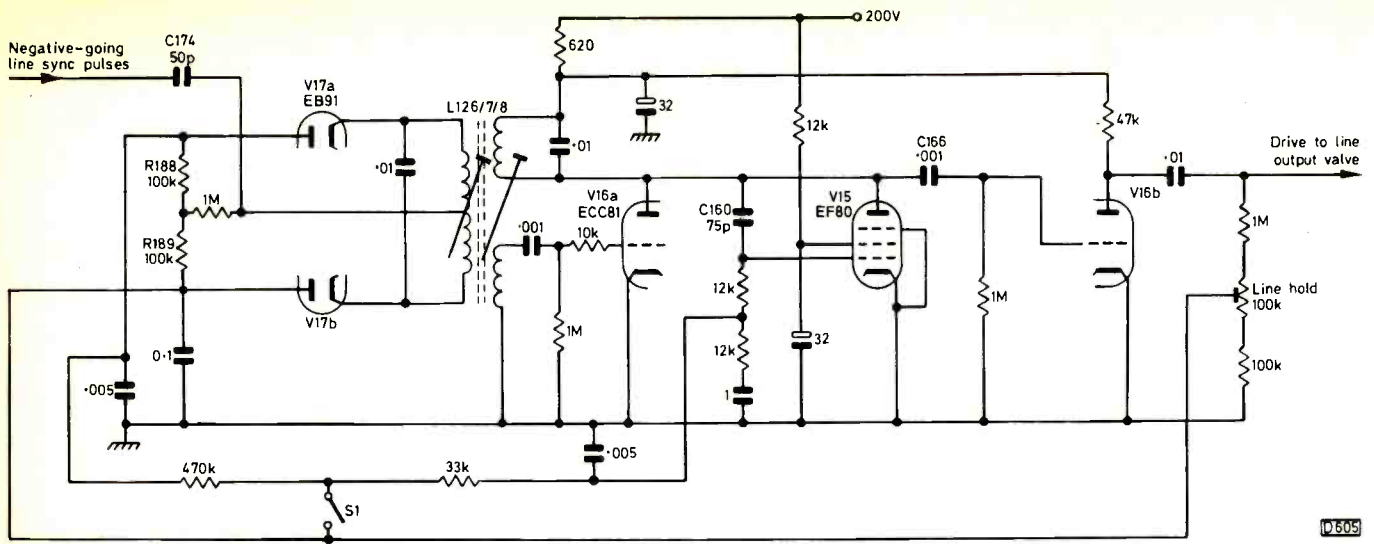 Negative-going
line sync pulses
C174
50p
V17a
EB91
L126/7/8
620
200V
32
·01
12k
47k
Drive to line
output valve
R188
100k
1M
R189
100k
·01
·01
V16a
ECC81
C160
75p
V15
EF80
C166
·001
V16b
·001
10k
1M
12k
12k
1
32
1M
1M
Line hold
100k
100k
V17b
0·1
·005
·005
470k
33k
S1
D605